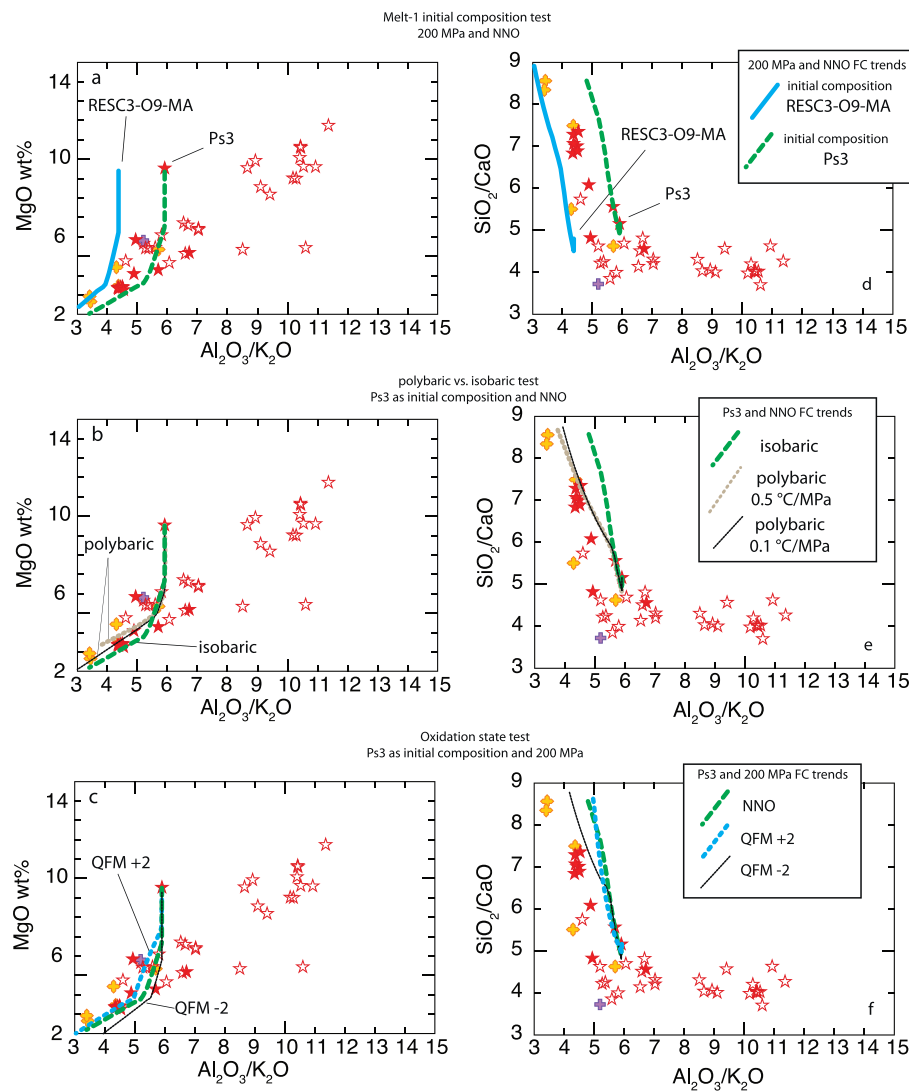 Melt-1 initial composition test
200 MPa and NNO
a
RESC3-O9-MA
Ps3
MgO wt%
14
10
6
2
3 4 5 6 7 8 9 10 11 12 13 14 15
Al₂O₃/K₂O
200 MPa and NNO FC trends
initial composition
RESC3-O9-MA
initial composition
Ps3
RESC3-O9-MA
Ps3
d
SiO₂/CaO
9
8
7
6
5
4
3
3 4 5 6 7 8 9 10 11 12 13 14 15
Al₂O₃/K₂O
polybaric vs. isobaric test
Ps3 as initial composition and NNO
b
polybaric
isobaric
MgO wt%
14
10
6
2
3 4 5 6 7 8 9 10 11 12 13 14 15
Al₂O₃/K₂O
Ps3 and NNO FC trends
isobaric
polybaric
0.5 °C/MPa
polybaric
0.1 °C/MPa
e
SiO₂/CaO
9
8
7
6
5
4
3
3 4 5 6 7 8 9 10 11 12 13 14 15
Al₂O₃/K₂O
Oxidation state test
Ps3 as initial composition and 200 MPa
c
QFM +2
QFM -2
MgO wt%
14
10
6
2
3 4 5 6 7 8 9 10 11 12 13 14 15
Al₂O₃/K₂O
Ps3 and 200 MPa FC trends
NNO
QFM +2
QFM -2
f
SiO₂/CaO
9
8
7
6
5
4
3
3 4 5 6 7 8 9 10 11 12 13 14 15
Al₂O₃/K₂O